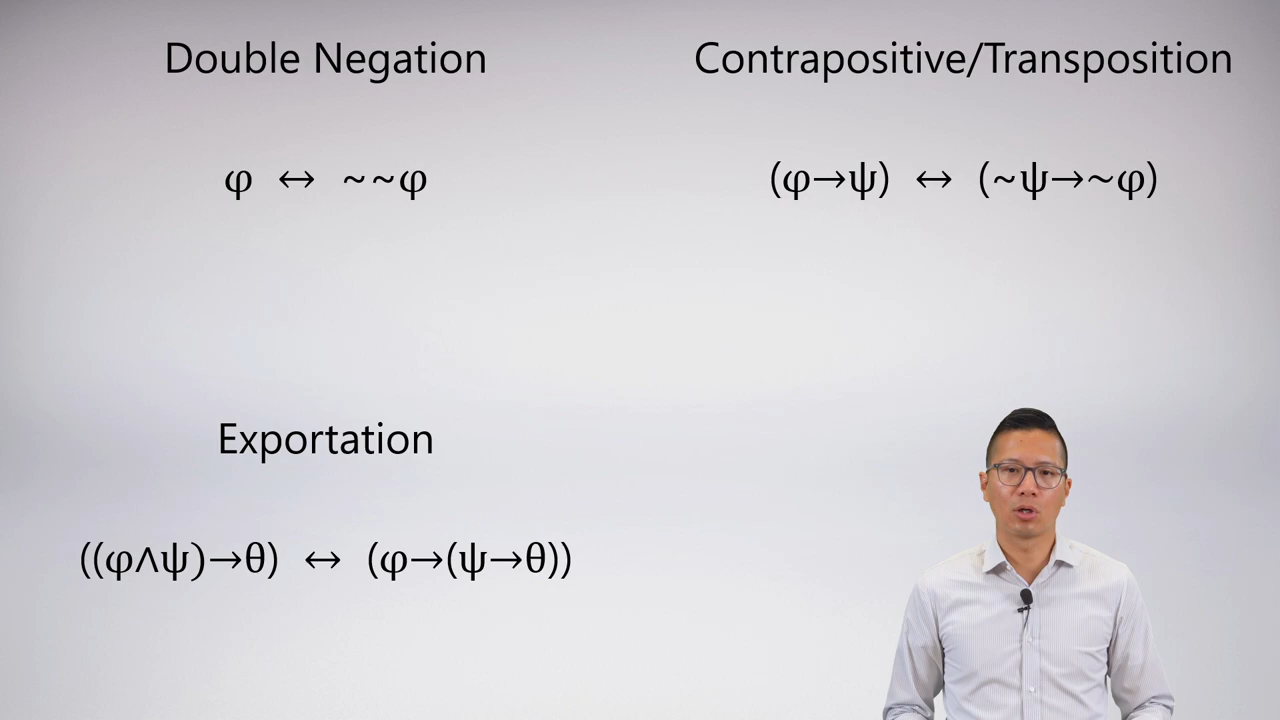 Double Negation
Contrapositive/Transposition
φ ↔ ~~φ
(φ→ψ) ↔ (~ψ→~φ)
Exportation
((φ∧ψ)→θ) ↔ (φ→(ψ→θ))